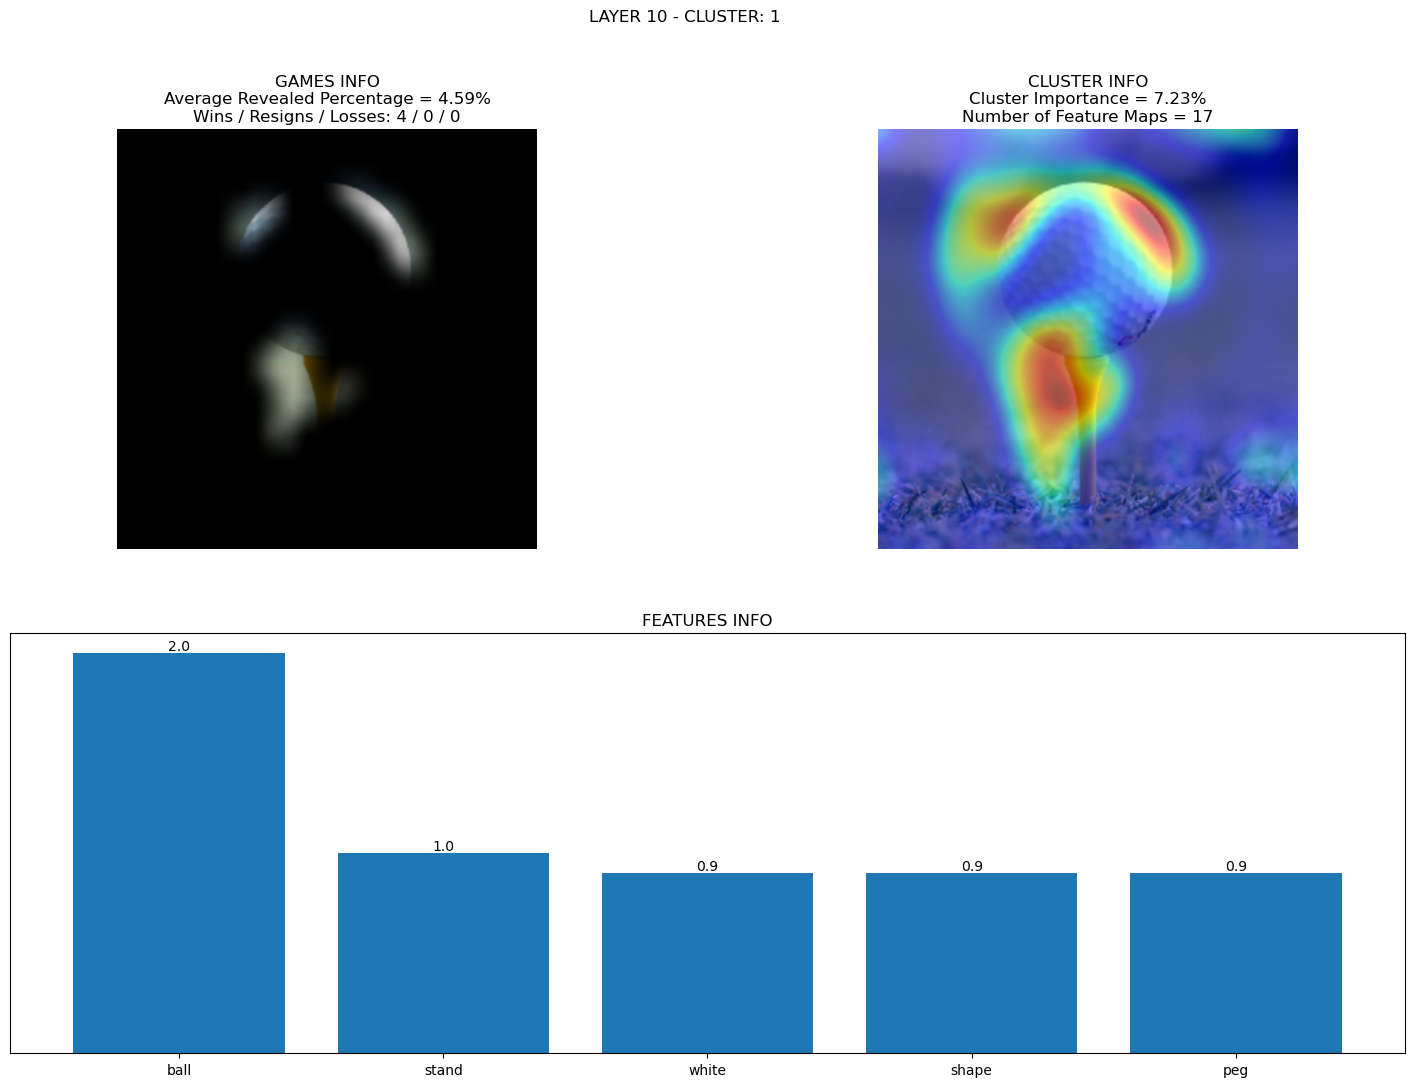 LAYER 10 - CLUSTER: 1
GAMES INFO
Average Revealed Percentage = 4.59%
Wins / Resigns / Losses: 4 / 0 / 0
CLUSTER INFO
Cluster Importance = 7.23%
Number of Feature Maps = 17
FEATURES INFO
2.0
1.0
0.9
0.9
0.9
ball
stand
white
shape
peg